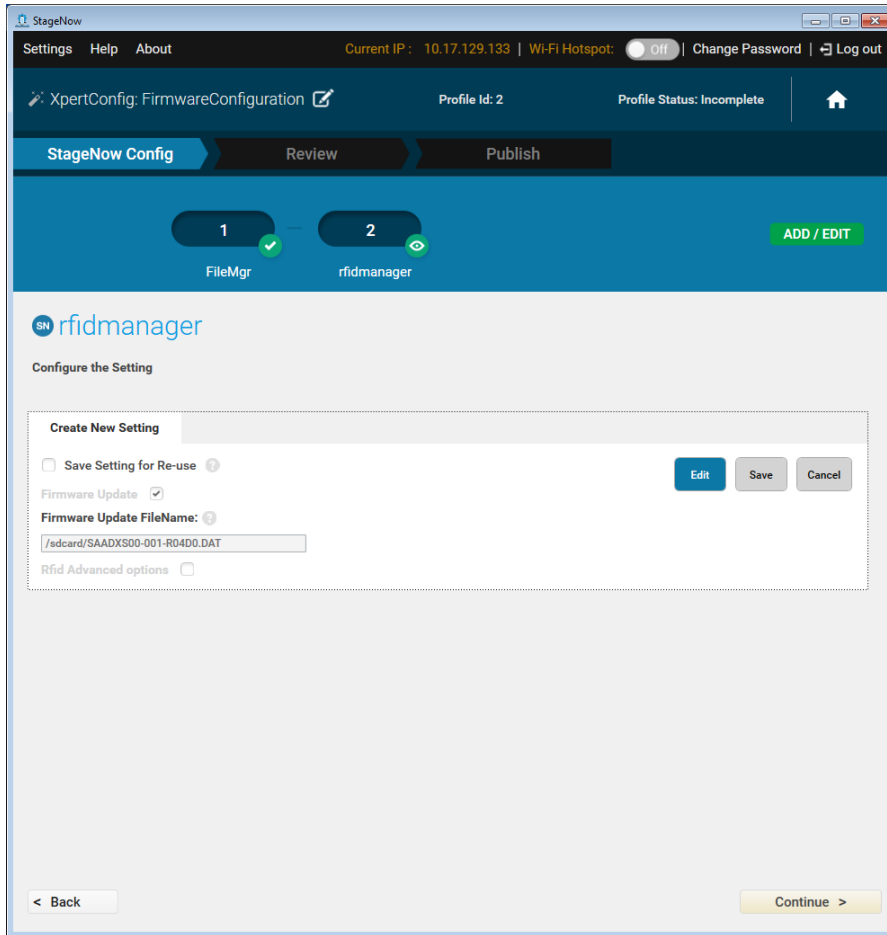 StageNow
Settings Help About Current IP : 10.17.129.133 | Wi-Fi Hotspot: Off | Change Password | Log out
XpertConfig: FirmwareConfiguration Profile Id: 2 Profile Status: Incomplete
StageNow Config Review Publish
1 2
ADD / EDIT
FileMgr rfidmanager
SN rfidmanager
Configure the Setting
Create New Setting
Save Setting for Re-use ?
Edit Save Cancel
Firmware Update
Firmware Update FileName: ?
/sdcard/SAADXS00-001-R04D0.DAT
Rfid Advanced options
< Back Continue >